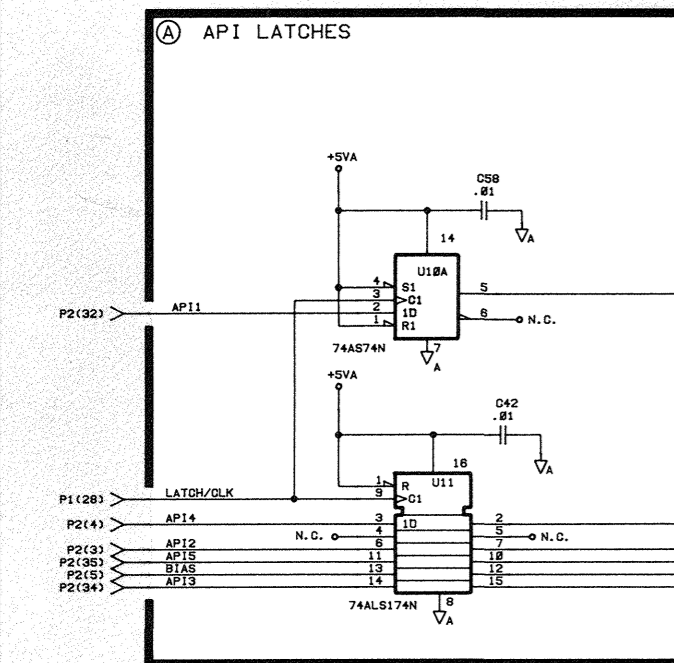 A API LATCHES
+5VA
C58
.01
A
14
U10A
4 S1
3 C1
5
P2(32) API1 2 1D
1 R1
6 N.C.
74AS74N
7
A
+5VA
C42
.01
A
16
1 R U11
P1(28) LATCH/CLK 9 C1
P2(4) API4 3 1D 2
N.C. 4 5 N.C.
P2(3) API2 6 7
P2(35) API5 11 10
P2(5) BIAS 13 12
P2(34) API3 14 15
74ALS174N
8
A